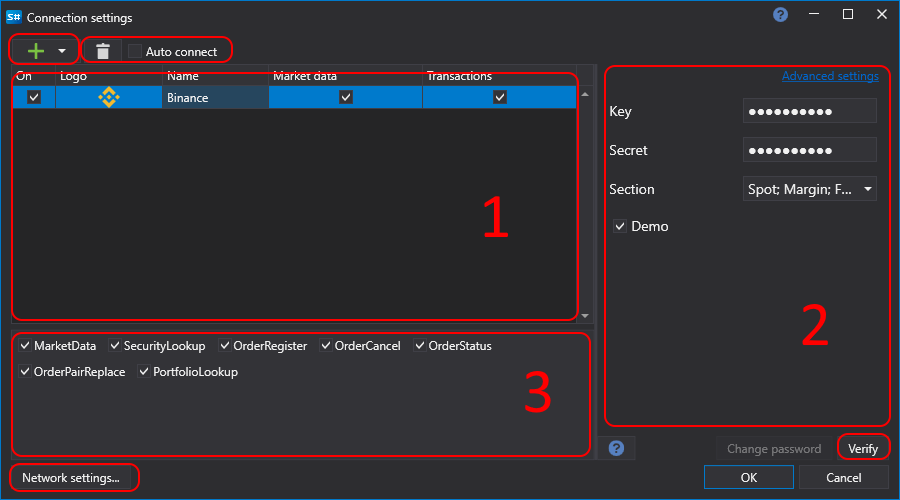 S# Connection settings ?
Auto connect
On Logo Name Market data Transactions
Binance
1
Advanced settings
Key ●●●●●●●●●●
Secret ●●●●●●●●●●
Section Spot; Margin; F...
Demo
2
MarketData SecurityLookup OrderRegister OrderCancel OrderStatus
OrderPairReplace PortfolioLookup
3
? Change password Verify
Network settings... OK Cancel